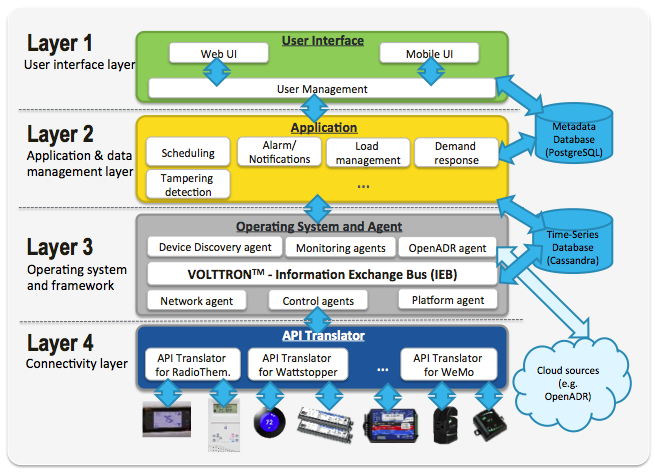 Layer 1
User interface layer
User Interface
Web UI
Mobile UI
User Management
Layer 2
Application & data
management layer
Application
Scheduling
Alarm/
Notifications
Load
management
Demand
response
Tampering
detection
...
Metadata
Database
(PostgreSQL)
Layer 3
Operating system
and framework
Operating System and Agent
Device Discovery agent
Monitoring agents
OpenADR agent
VOLTTRON™ - Information Exchange Bus (IEB)
Network agent
Control agents
Platform agent
Time-Series
Database
(Cassandra)
Layer 4
Connectivity layer
API Translator
API Translator
for RadioTherm.
API Translator
for Wattstopper
...
API Translator
for WeMo
Cloud sources
(e.g.
OpenADR)
72